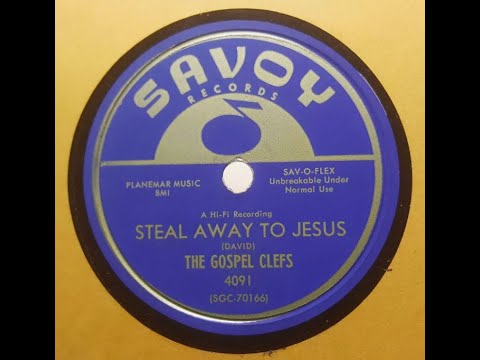 SAVOY
RECORDS
PLANEMAR MUSIC
BMI
SAV-O-FLEX
Unbreakable Under
Normal Use
A Hi-Fi Recording
STEAL AWAY TO JESUS
(DAVID)
THE GOSPEL CLEFS
4091
(SGC-70166)